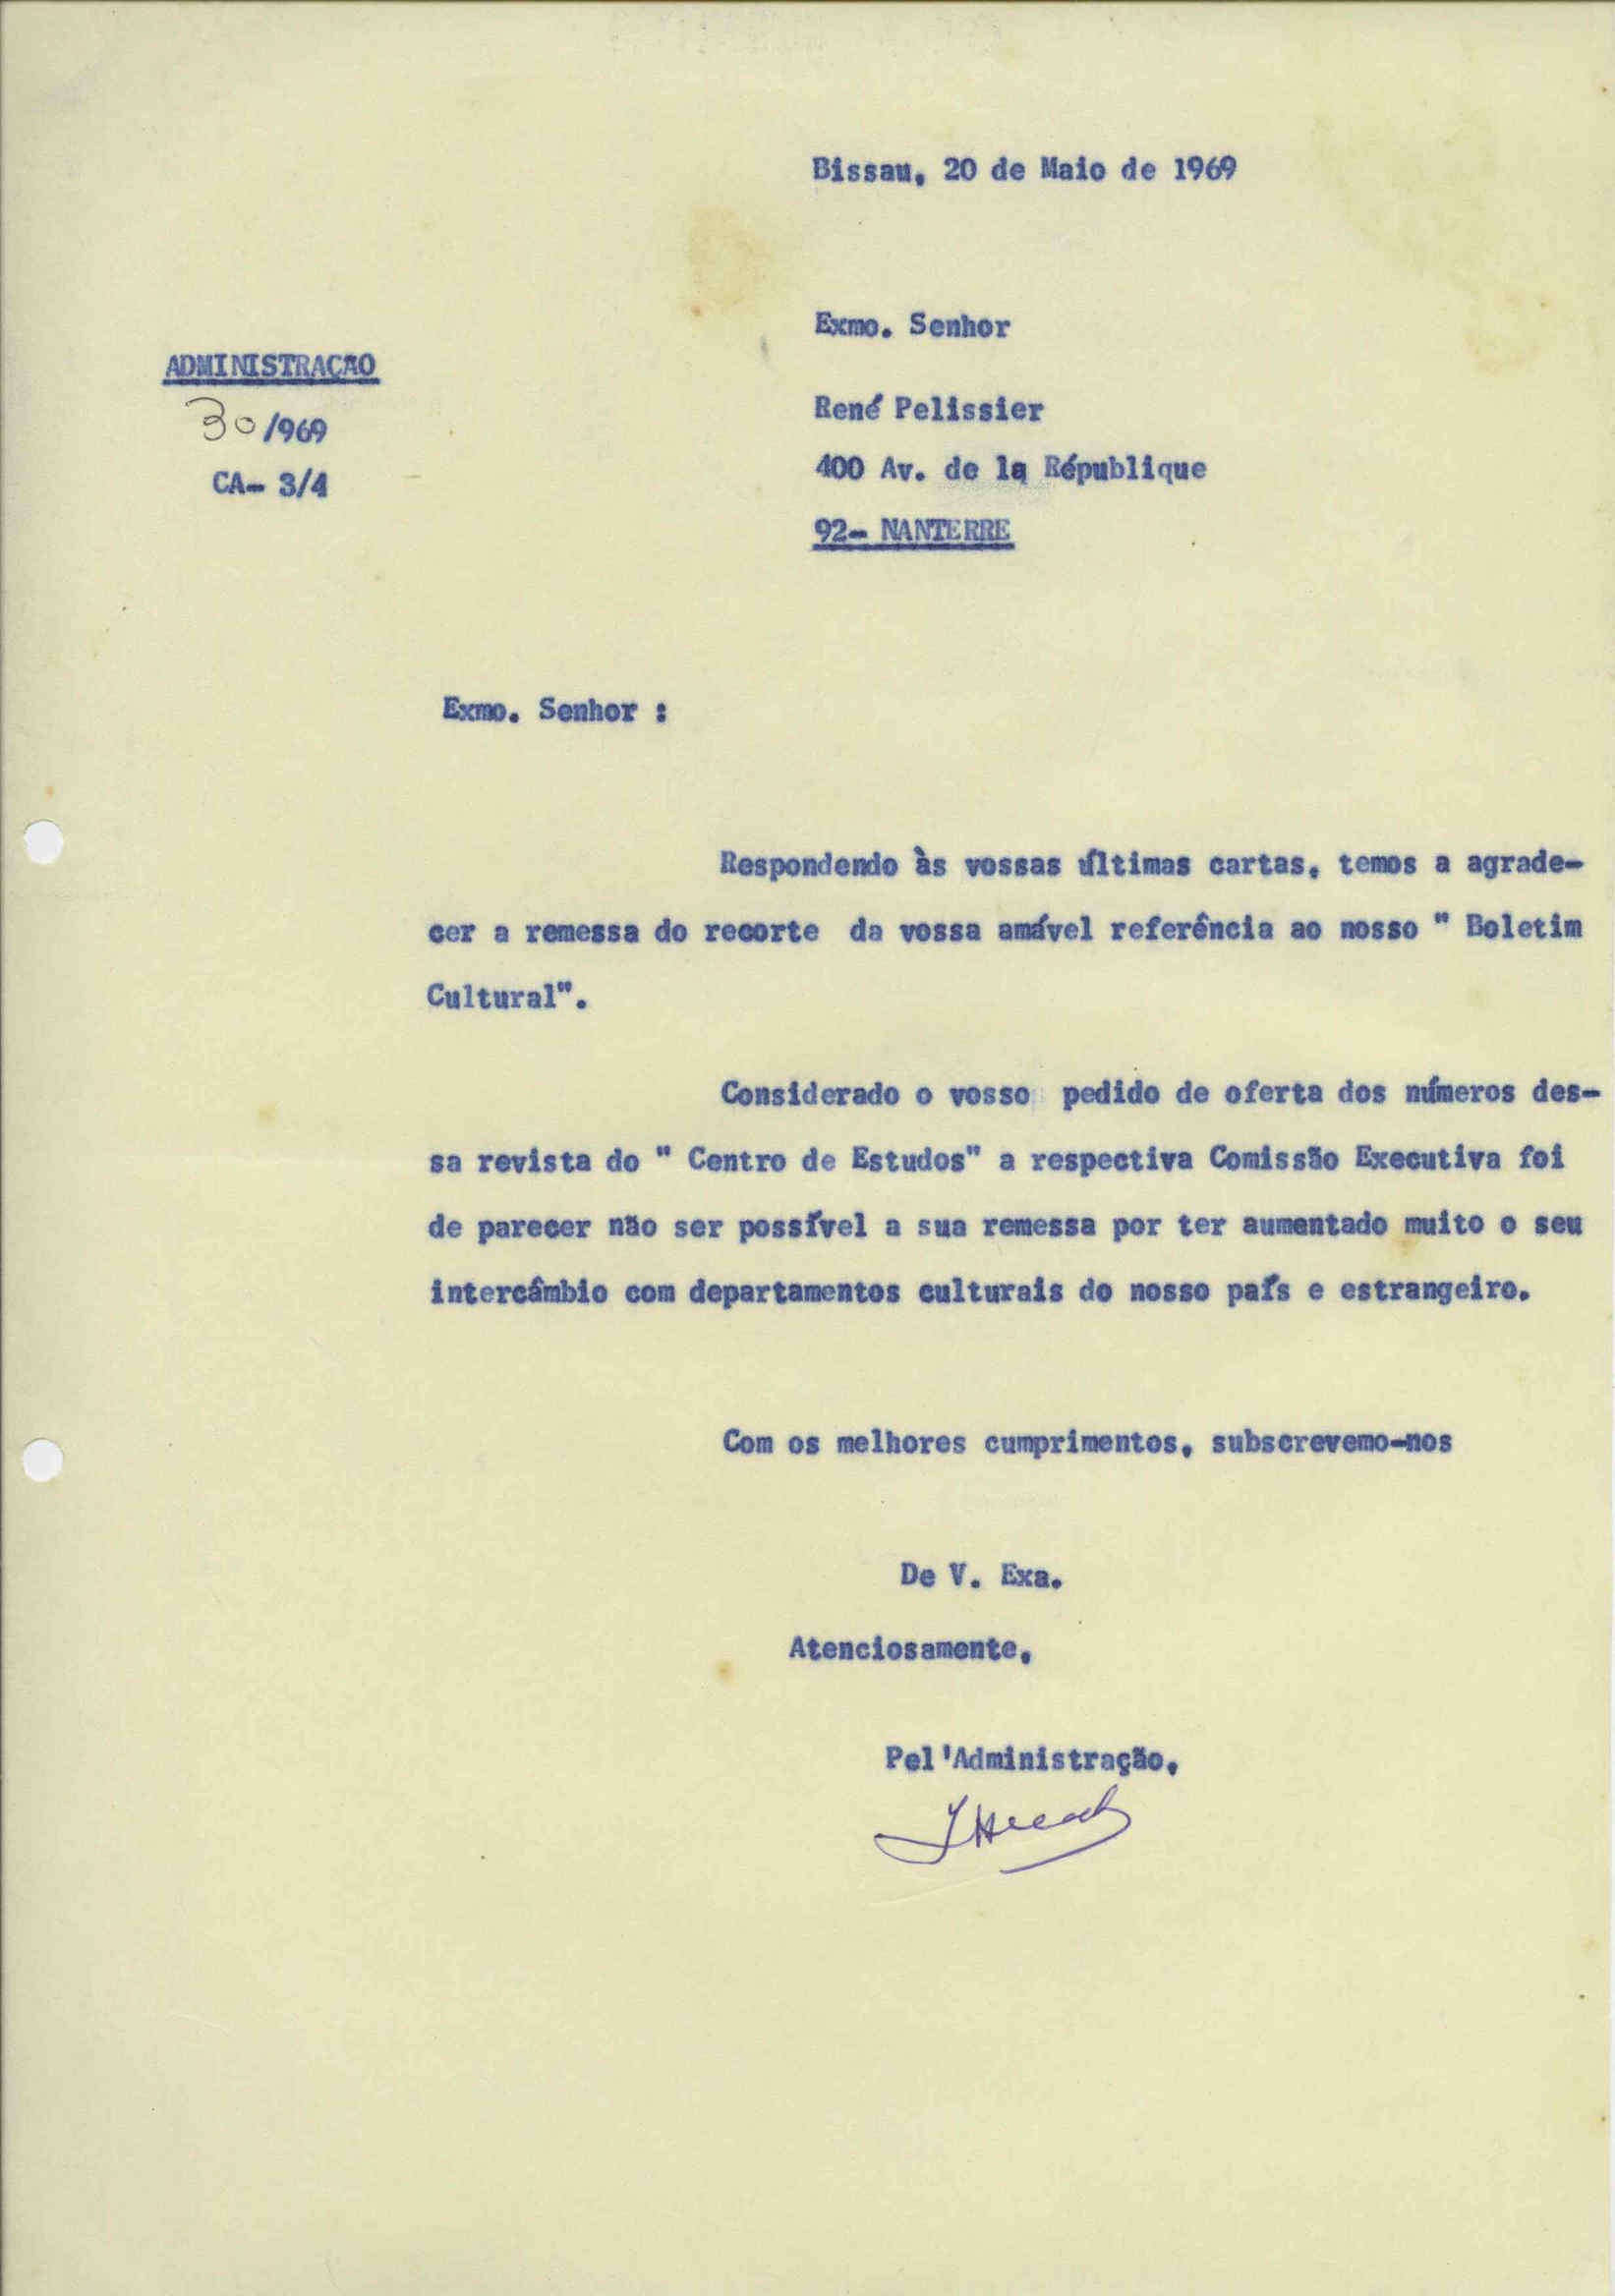 Bissau, 20 de Maio de 1969
Exmo. Senhor
ADMINISTRAÇÃO
30/969
CA- 3/4
René Pelissier
400 Av. de la République
92- NANTERRE
Exmo. Senhor :
Respondendo às vossas últimas cartas, temos a agrade-
cer a remessa do recorte da vossa amável referência ao nosso " Boletim
Cultural".
Considerado o vosso pedido de oferta dos números des-
sa revista do " Centro de Estudos" a respectiva Comissão Executiva foi
de parecer não ser possível a sua remessa por ter aumentado muito o seu
intercâmbio com departamentos culturais do nosso país e estrangeiro.
Com os melhores cumprimentos, subscrevemo-nos
De V. Exa.
Atenciosamente,
Pel'Administração,